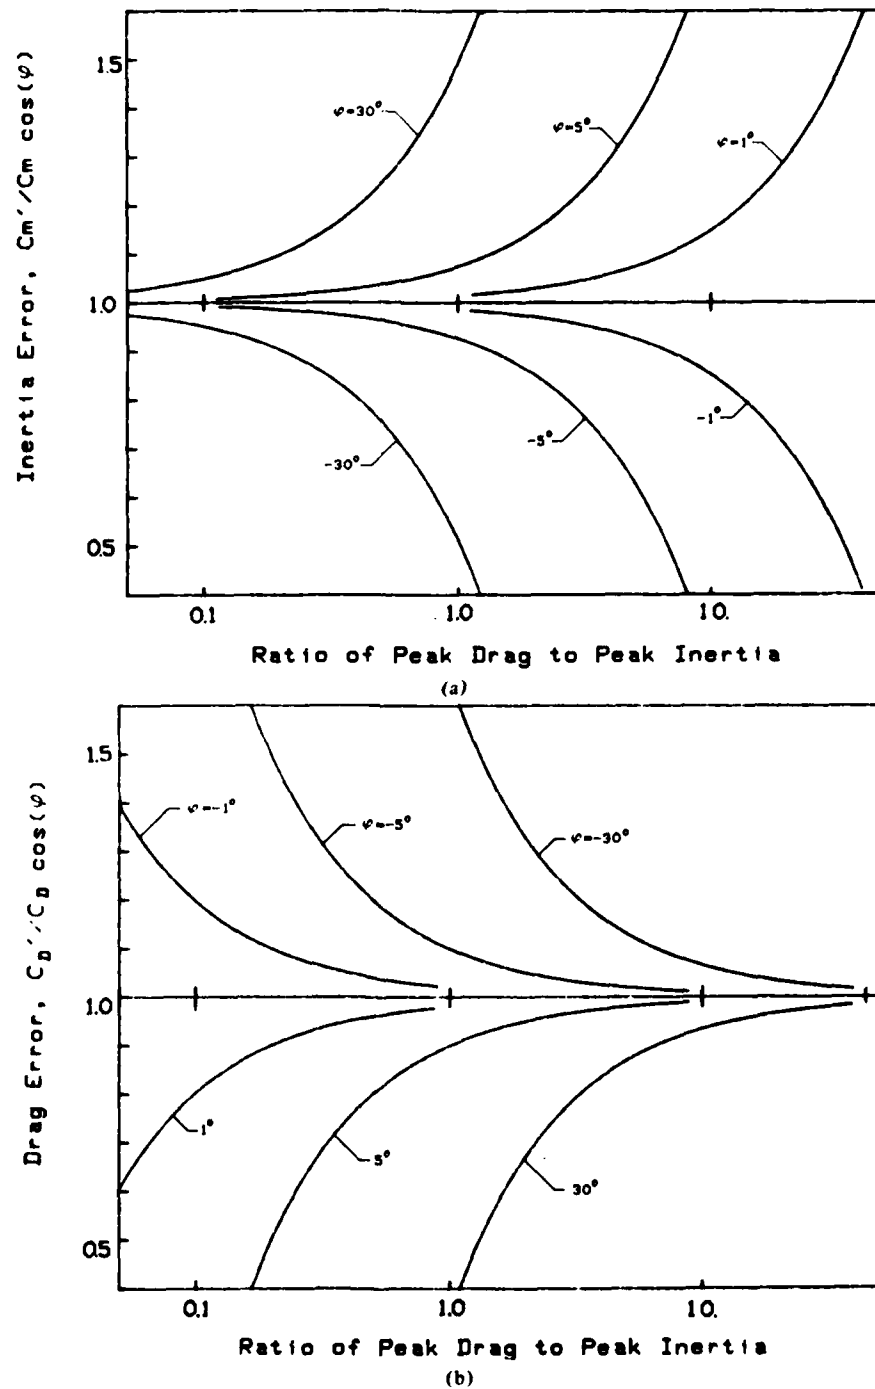 Inertia Error, Cm′/Cm cos(φ)
1.5
1.0
0.5
φ=30°
φ=5°
φ=1°
-30°
-5°
-1°
0.1
1.0
10.
Ratio of Peak Drag to Peak Inertia
(a)
Drag Error, C_D′/C_D cos(φ)
1.5
1.0
0.5
φ=-1°
φ=-5°
φ=-30°
1°
5°
30°
0.1
1.0
10.
Ratio of Peak Drag to Peak Inertia
(b)